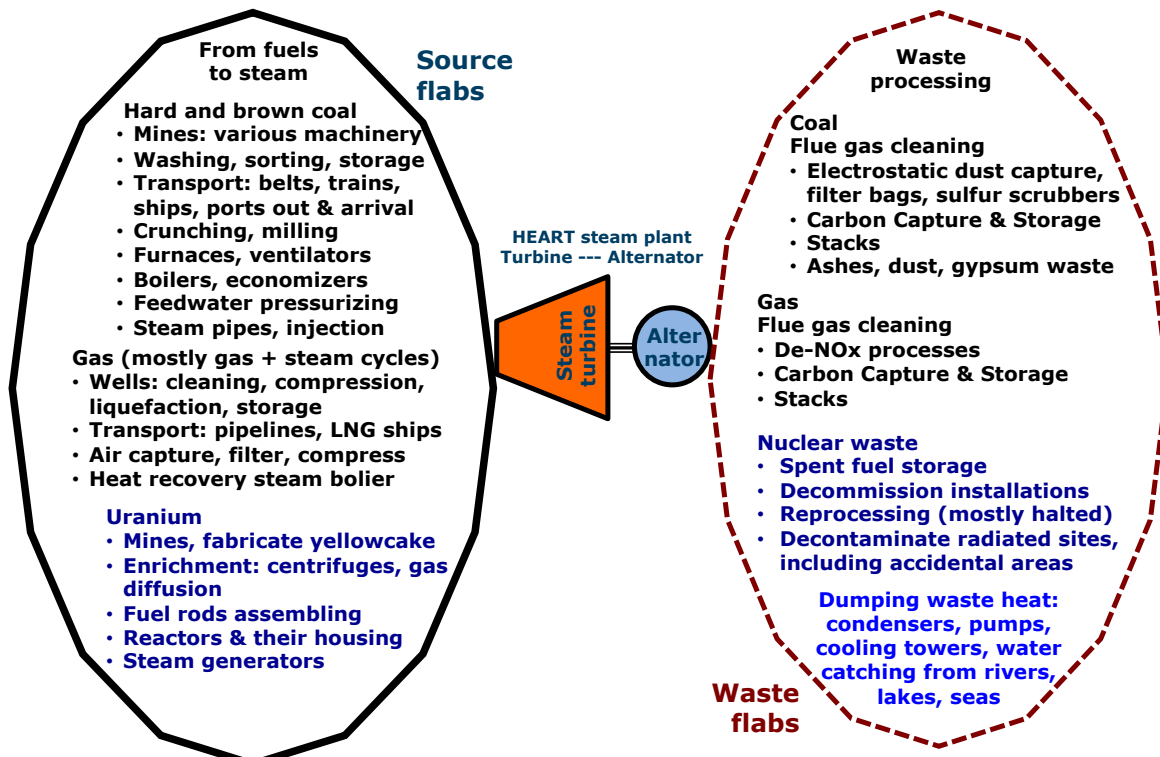 From fuels
to steam
Source
flabs
Hard and brown coal
• Mines: various machinery
• Washing, sorting, storage
• Transport: belts, trains,
ships, ports out & arrival
• Crunching, milling
• Furnaces, ventilators
• Boilers, economizers
• Feedwater pressurizing
• Steam pipes, injection
Gas (mostly gas + steam cycles)
• Wells: cleaning, compression,
liquefaction, storage
• Transport: pipelines, LNG ships
• Air capture, filter, compress
• Heat recovery steam bolier
Uranium
• Mines, fabricate yellowcake
• Enrichment: centrifuges, gas
diffusion
• Fuel rods assembling
• Reactors & their housing
• Steam generators
HEART steam plant
Turbine --- Alternator
Steam
turbine
Alter
nator
Waste
processing
Coal
Flue gas cleaning
• Electrostatic dust capture,
filter bags, sulfur scrubbers
• Carbon Capture & Storage
• Stacks
• Ashes, dust, gypsum waste
Gas
Flue gas cleaning
• De-NOx processes
• Carbon Capture & Storage
• Stacks
Nuclear waste
• Spent fuel storage
• Decommission installations
• Reprocessing (mostly halted)
• Decontaminate radiated sites,
including accidental areas
Dumping waste heat:
condensers, pumps,
cooling towers, water
catching from rivers,
lakes, seas
Waste
flabs